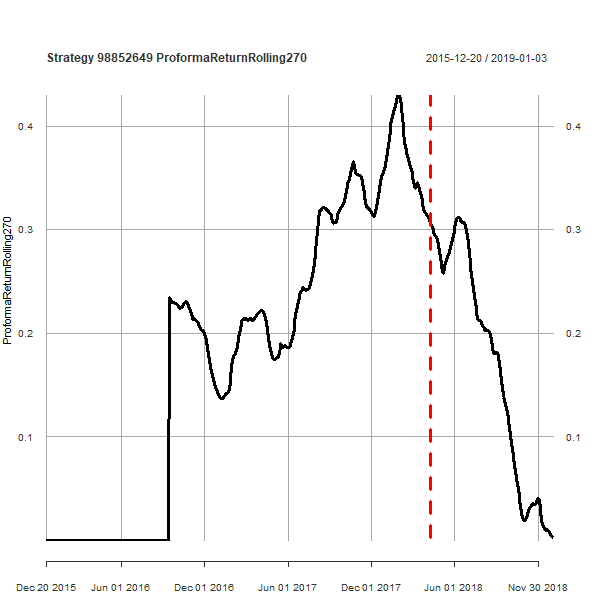 Strategy 98852649 ProformaReturnRolling270 2015-12-20 / 2019-01-03
0.4 0.4
0.3 0.3
ProformaReturnRolling270
0.2 0.2
0.1 0.1
Dec 20 2015 Jun 01 2016 Dec 01 2016 Jun 01 2017 Dec 01 2017 Jun 01 2018 Nov 30 2018